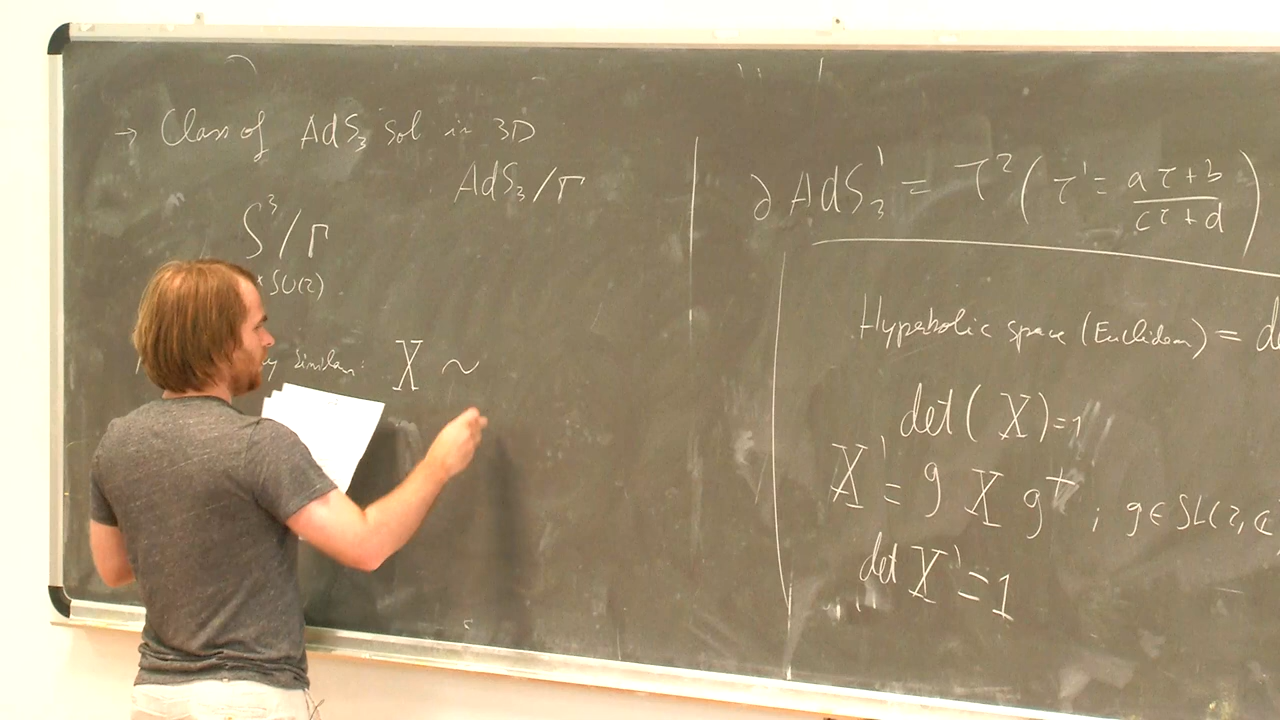 → Class of AdS₃ sol in 3D
AdS₃/Γ
S³/Γ
SU(2)
similar: X ~
∂AdS₃' = T²(τ' = (aτ+b)/(cτ+d))
Hyperbolic space (Euclidean) =
det(X)=1
X' = g X g† ; g ∈ SL(2,ℂ
det X' = 1